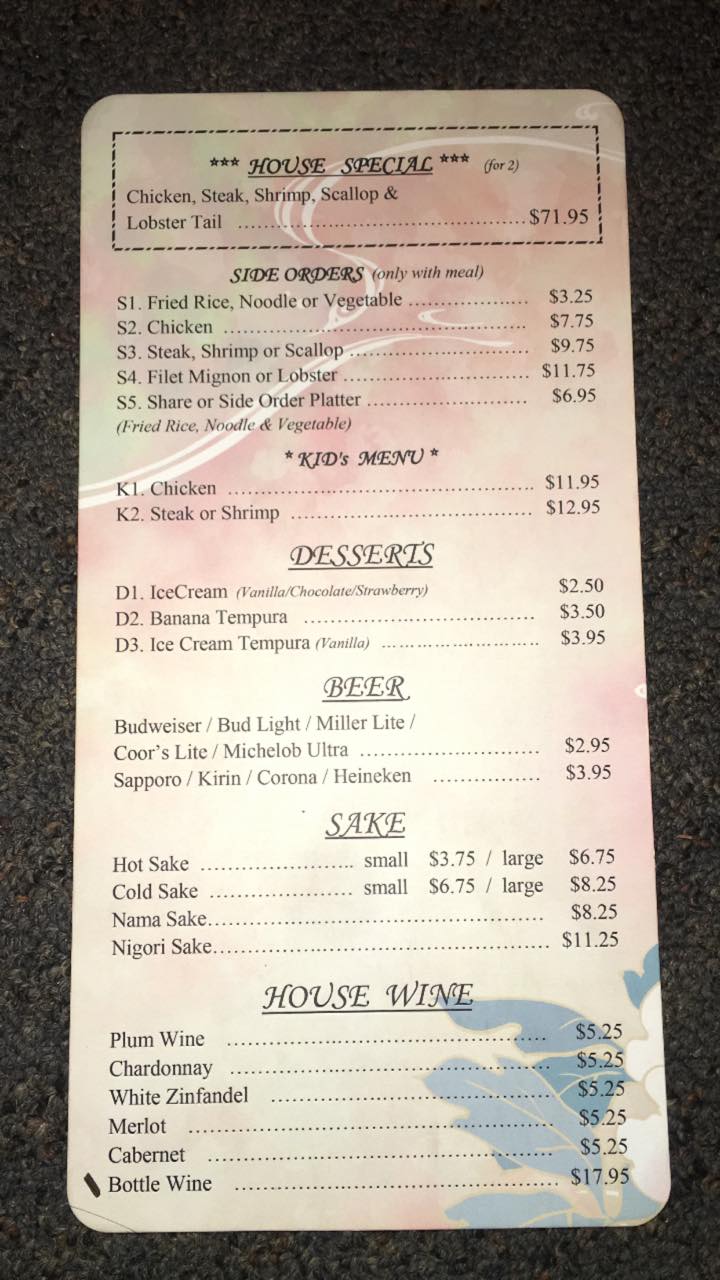 *** HOUSE SPECIAL *** (for 2)
Chicken, Steak, Shrimp, Scallop &
Lobster Tail ........................................ $71.95
SIDE ORDERS (only with meal)
S1. Fried Rice, Noodle or Vegetable ................. $3.25
S2. Chicken ........................................... $7.75
S3. Steak, Shrimp or Scallop ......................... $9.75
S4. Filet Mignon or Lobster .......................... $11.75
S5. Share or Side Order Platter ...................... $6.95
(Fried Rice, Noodle & Vegetable)
* KID's MENU *
K1. Chicken ........................................... $11.95
K2. Steak or Shrimp .................................. $12.95
DESSERTS
D1. IceCream (Vanilla/Chocolate/Strawberry) $2.50
D2. Banana Tempura ................................. $3.50
D3. Ice Cream Tempura (Vanilla) .......................... $3.95
BEER
Budweiser / Bud Light / Miller Lite /
Coor's Lite / Michelob Ultra ......................... $2.95
Sapporo / Kirin / Corona / Heineken ............... $3.95
SAKE
Hot Sake ...................... small $3.75 / large $6.75
Cold Sake .................... small $6.75 / large $8.25
Nama Sake................................................ $8.25
Nigori Sake................................................ $11.25
HOUSE WINE
Plum Wine ............................................. $5.25
Chardonnay ............................................. $5.25
White Zinfandel ....................................... $5.25
Merlot ................................................... $5.25
Cabernet ................................................ $5.25
Bottle Wine ............................................. $17.95